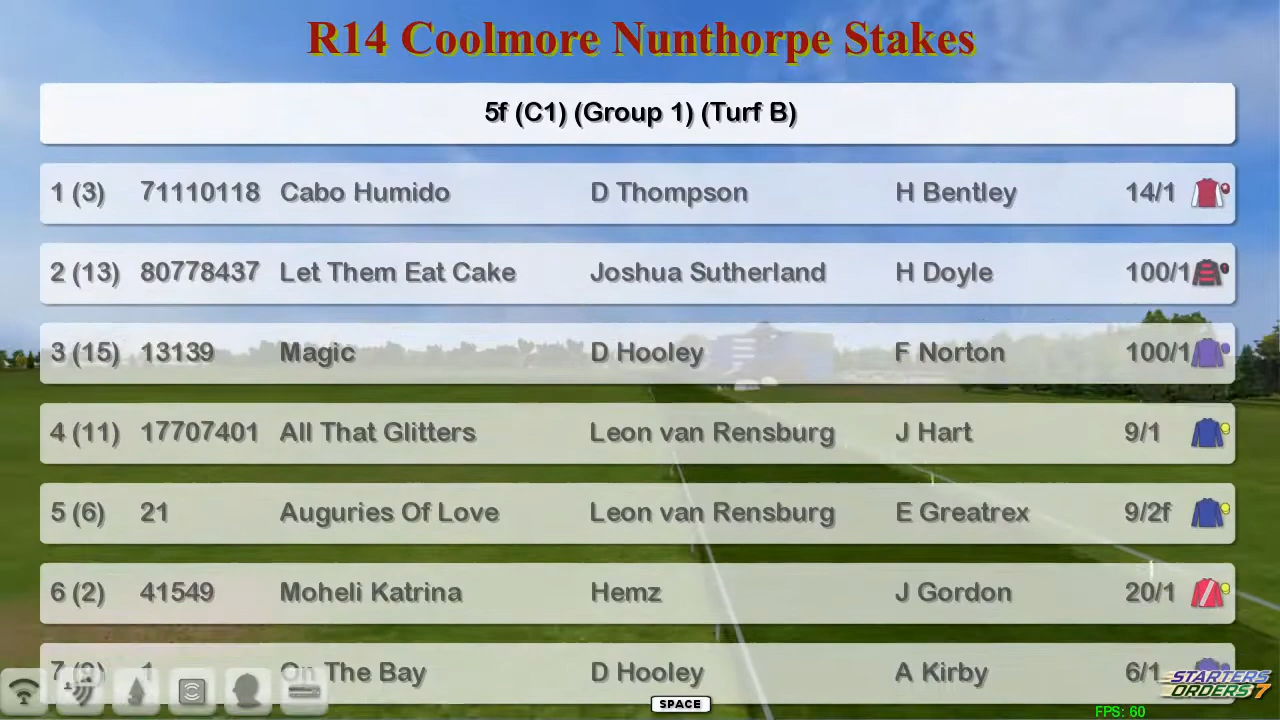 R14 Coolmore Nunthorpe Stakes
5f (C1) (Group 1) (Turf B)
1 (3) 71110118 Cabo Humido D Thompson H Bentley 14/1
2 (13) 80778437 Let Them Eat Cake Joshua Sutherland H Doyle 100/1
3 (15) 13139 Magic D Hooley F Norton 100/1
4 (11) 17707401 All That Glitters Leon van Rensburg J Hart 9/1
5 (6) 21 Auguries Of Love Leon van Rensburg E Greatrex 9/2f
6 (2) 41549 Moheli Katrina Hemz J Gordon 20/1
7 (9) 1 On The Bay D Hooley A Kirby 6/1
STARTERS ORDERS 7
SPACE
FPS: 60